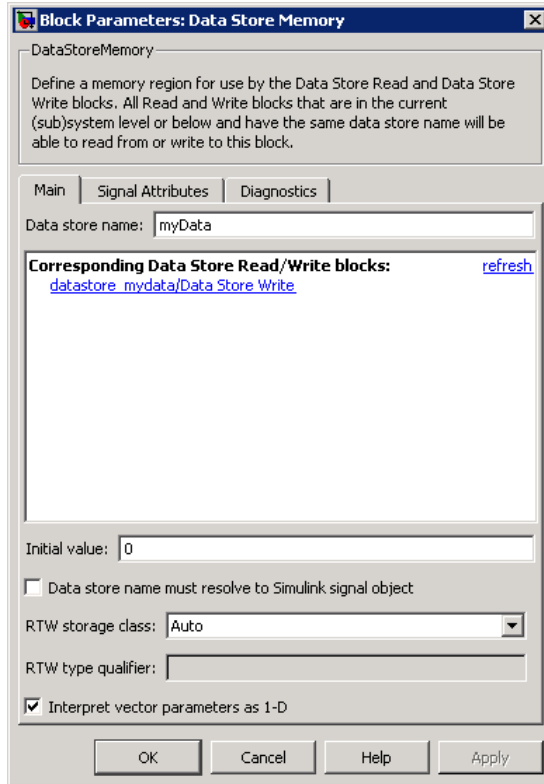 Block Parameters: Data Store Memory
DataStoreMemory
Define a memory region for use by the Data Store Read and Data Store
Write blocks. All Read and Write blocks that are in the current
(sub)system level or below and have the same data store name will be
able to read from or write to this block.
Main Signal Attributes Diagnostics
Data store name: myData
Corresponding Data Store Read/Write blocks: refresh
datastore_mydata/Data Store Write
Initial value: 0
Data store name must resolve to Simulink signal object
RTW storage class: Auto
RTW type qualifier:
Interpret vector parameters as 1-D
OK Cancel Help Apply